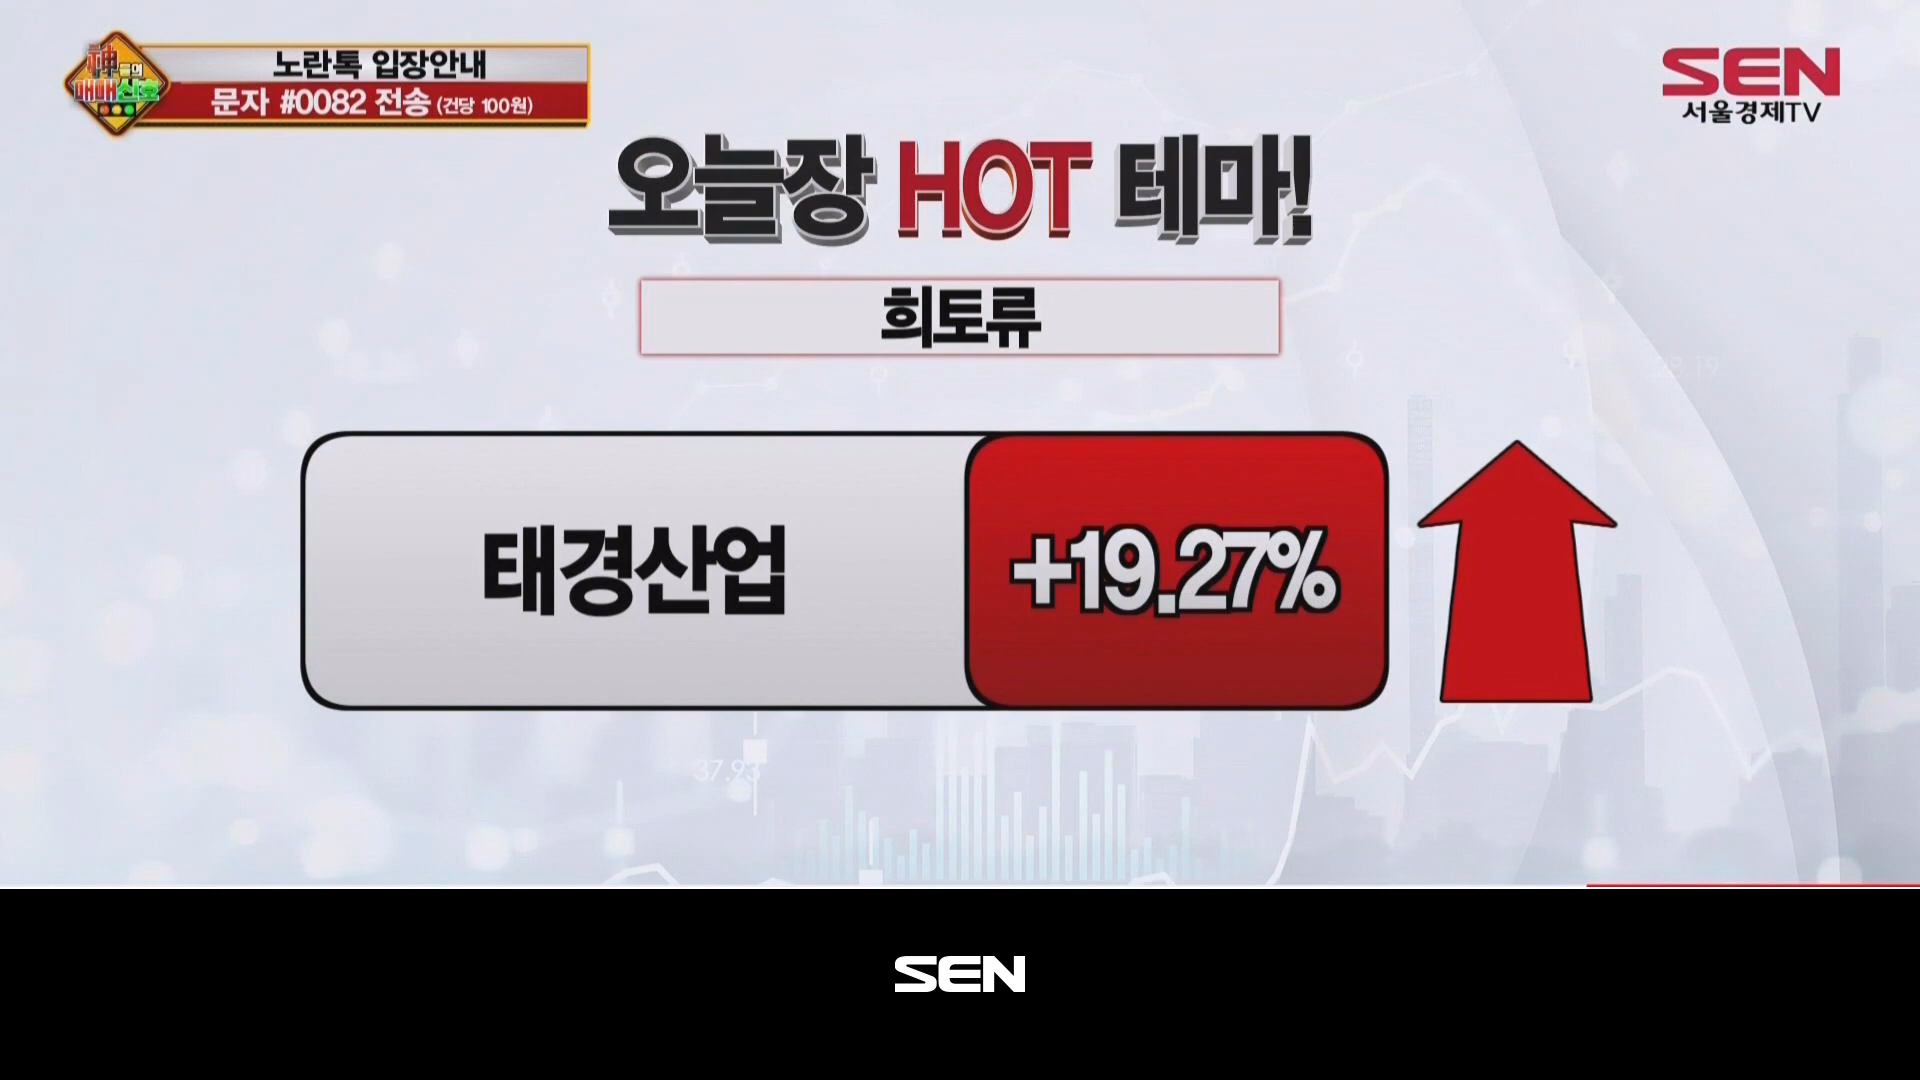 神들의
매매신호
노란톡 입장안내
문자 #0082 전송 (건당 100원)
SEN
서울경제TV
오늘장 HOT 테마!
희토류
태경산업
+19.27%
37.93
SEN